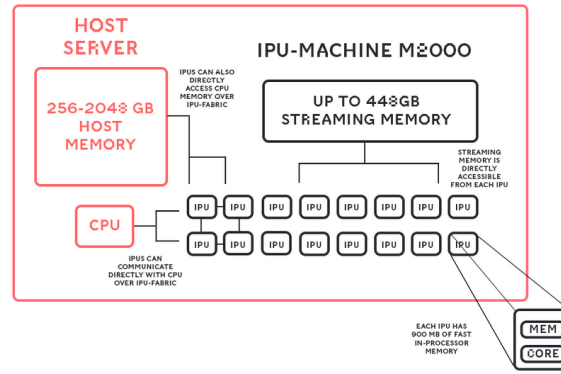 HOST
SERVER
IPU-MACHINE M2000
IPUS CAN ALSO
DIRECTLY
ACCESS CPU
MEMORY OVER
IPU-FABRIC
256-2048 GB
HOST
MEMORY
UP TO 448GB
STREAMING MEMORY
STREAMING
MEMORY IS
DIRECTLY
ACCESSIBLE
FROM EACH IPU
IPU IPU IPU IPU IPU IPU IPU IPU
CPU
IPU IPU IPU IPU IPU IPU IPU IPU
IPUS CAN
COMMUNICATE
DIRECTLY WITH CPU
OVER IPU-FABRIC
EACH IPU HAS
900 MB OF FAST
IN-PROCESSOR
MEMORY
MEM
CORE